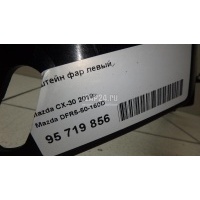 штейн фар левый,
Mazda CX-30 2019-
Mazda DFR5-50-160D
95 719 856